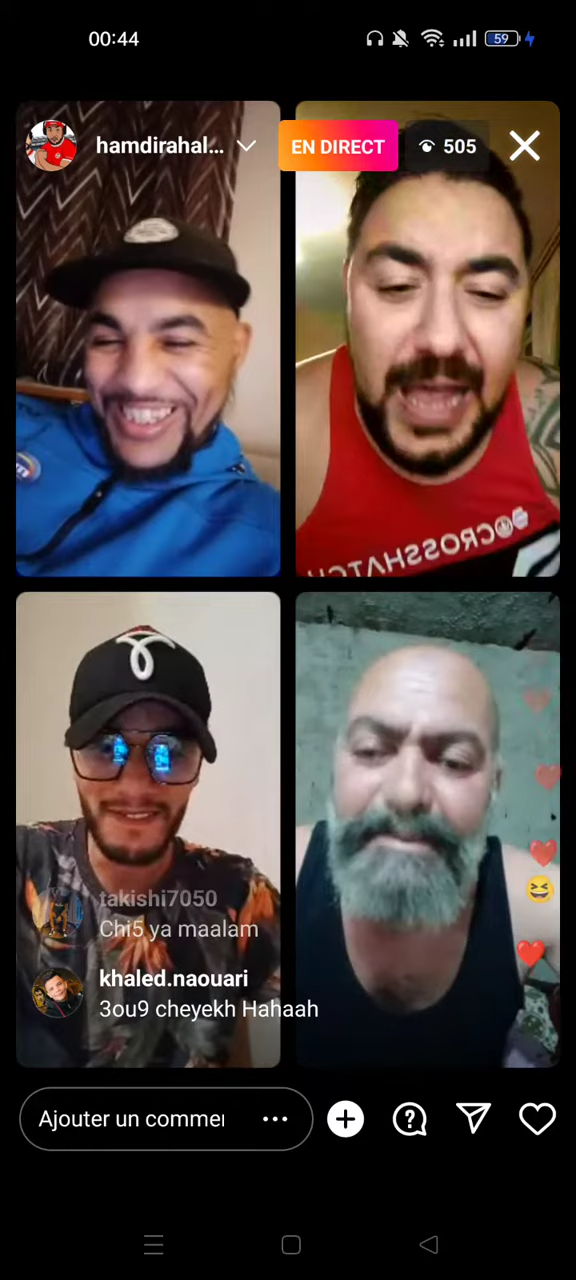 00:44
59
hamdirahal...
EN DIRECT
505
CROSSHATCH
takishi7050
Chi5 ya maalam
khaled.naouari
3ou9 cheyekh Hahaah
Ajouter un commer